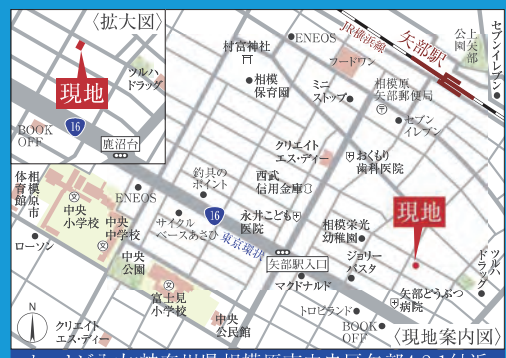 〈拡大図〉
ツルハ
ドラッグ
現地
16
BOOK
OFF
鹿沼台
村富神社
ENEOS
フードワン
JR横浜線
矢部駅
公園
上矢部
セブンイレブン
相模
保育園
ミニ
ストップ
相模原
矢部郵便局
セブン
イレブン
クリエイト
エス・ディー
おくもり
歯科医院
釣具の
ポイント
西武
信用金庫
ENEOS
体育館
相模原市
中央
小学校
中央
中学校
サイクル
ベースあさひ
16
東京環状
永井こども
医院
相模栄光
幼稚園
現地
ローソン
中央
公園
矢部駅入口
ジョリー
パスタ
マクドナルド
ツルハ
ドラッグ
富士見
小学校
トロピランド
矢部どうぶつ
病院
N
クリエイト
エス・ディー
中央
公民館
BOOK
OFF
〈現地案内図〉